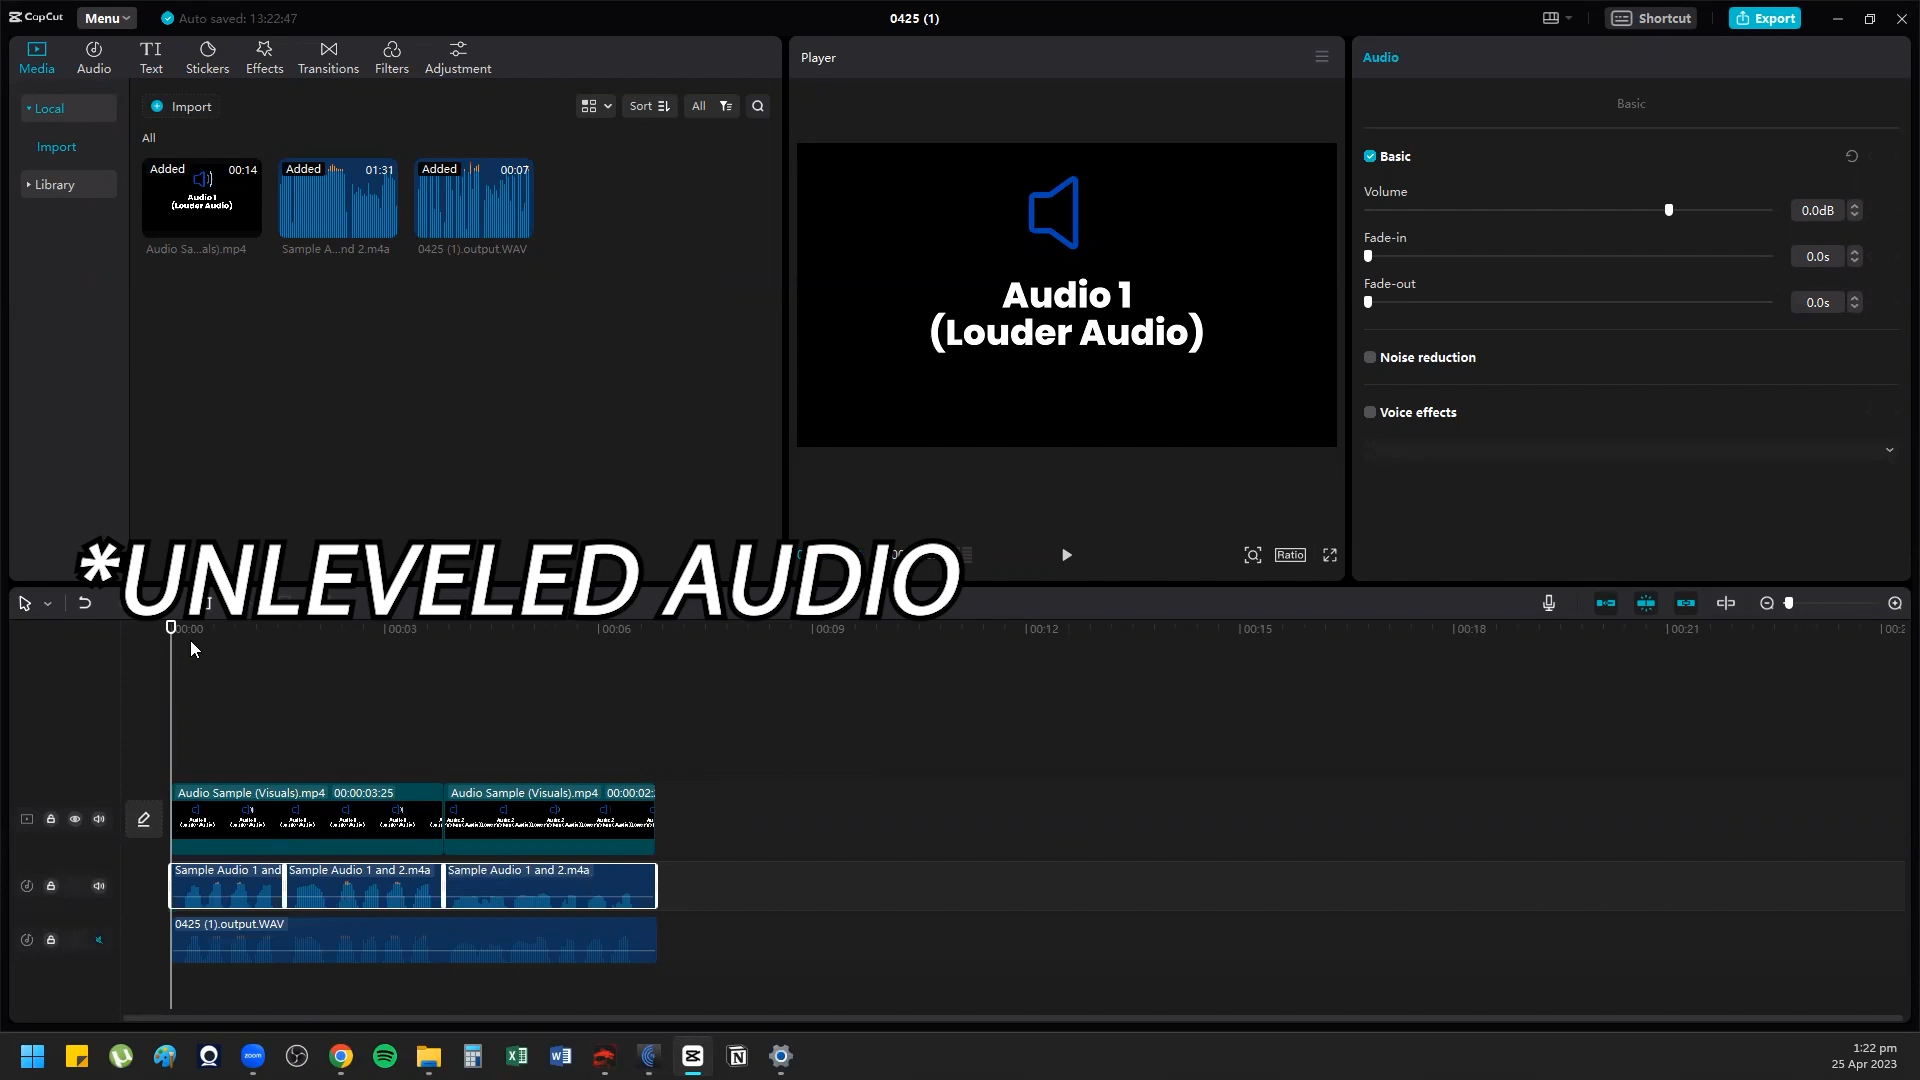 CapCut
Menu
Auto saved: 13:22:47
0425 (1)
Shortcut
Export
Media
Audio
Text
Stickers
Effects
Transitions
Filters
Adjustment
Player
Audio
Local
Import
Library
Import
Sort
All
All
Added 00:14
Audio 1
(Louder Audio)
Audio Sa...als).mp4
Added 01:31
Sample A...nd 2.m4a
Added 00:07
0425 (1).output.WAV
Audio 1
(Louder Audio)
Ratio
Basic
Basic
Volume
0.0dB
Fade-in
0.0s
Fade-out
0.0s
Noise reduction
Voice effects
*UNLEVELED AUDIO
00:00
00:03
00:06
00:09
00:12
00:15
00:18
00:21
Audio Sample (Visuals).mp4 00:00:03:25
Audio Sample (Visuals).mp4 00:00:02:
Sample Audio 1 and
Sample Audio 1 and 2.m4a
Sample Audio 1 and 2.m4a
0425 (1).output.WAV
zoom
1:22 pm
25 Apr 2023